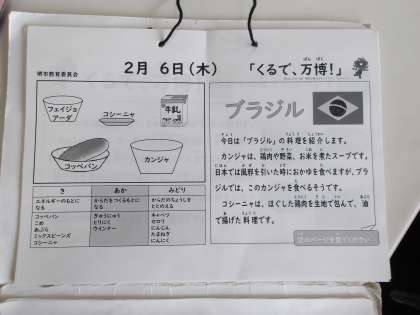 堺市教育委員会
2月 6日(木)
「くるで、万博！」
フェイジョアーダ
コシーニャ
牛乳
コッペパン
カンジャ
き
あか
みどり
エネルギーのもとになる
からだをつくるもとになる
からだのちょうしをととのえる
コッペパン
こめ
あぶら
ミックスビーンズ
コシーニャ
ぎゅうにゅう
とりにく
ウインナー
キャベツ
セロリ
にんじん
たまねぎ
にんにく
ブラジル
今日は「ブラジル」の料理を紹介します。
カンジャは、鶏肉や野菜、お米を煮たスープです。
日本では風邪を引いた時におかゆを食べますが、ブラ
ジルでは、このカンジャを食べるそうです。
コシーニャは、ほぐした鶏肉を生地で包んで、油
で揚げた料理です。
次のページを見てください